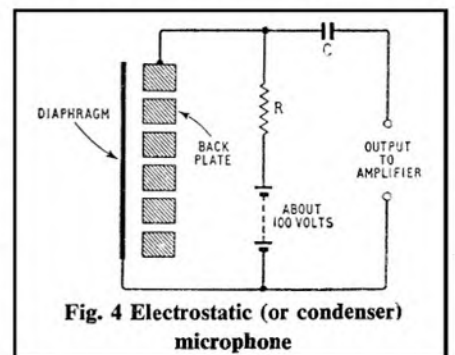 C
R
DIAPHRAGM
BACK
PLATE
OUTPUT
TO
AMPLIFIER
ABOUT
100 VOLTS
Fig. 4 Electrostatic (or condenser)
microphone